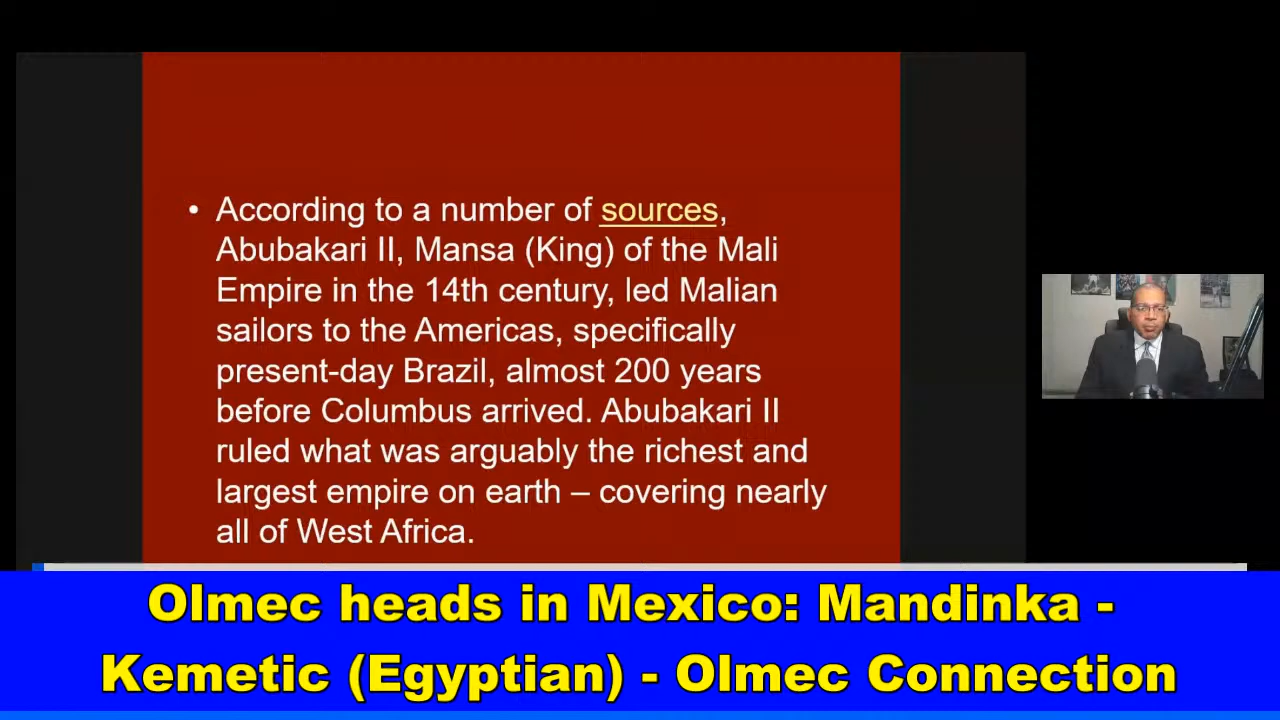 • According to a number of sources,
Abubakari II, Mansa (King) of the Mali
Empire in the 14th century, led Malian
sailors to the Americas, specifically
present-day Brazil, almost 200 years
before Columbus arrived. Abubakari II
ruled what was arguably the richest and
largest empire on earth – covering nearly
all of West Africa.
Olmec heads in Mexico: Mandinka -
Kemetic (Egyptian) - Olmec Connection